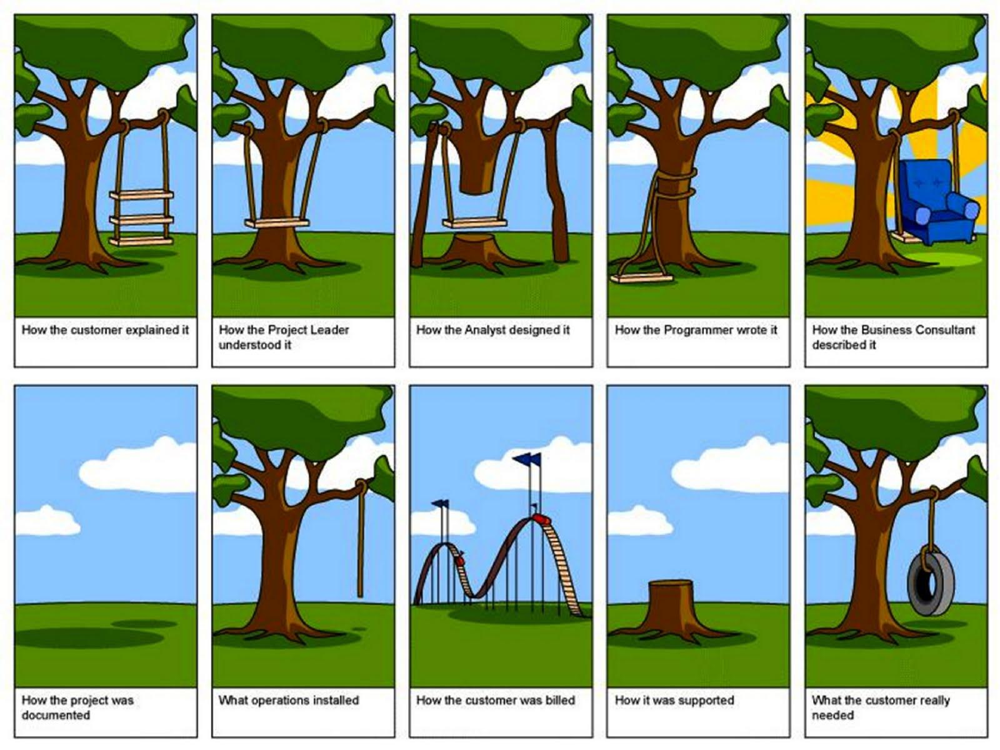 How the customer explained it
How the Project Leader
understood it
How the Analyst designed it
How the Programmer wrote it
How the Business Consultant
described it
How the project was
documented
What operations installed
How the customer was billed
How it was supported
What the customer really
needed